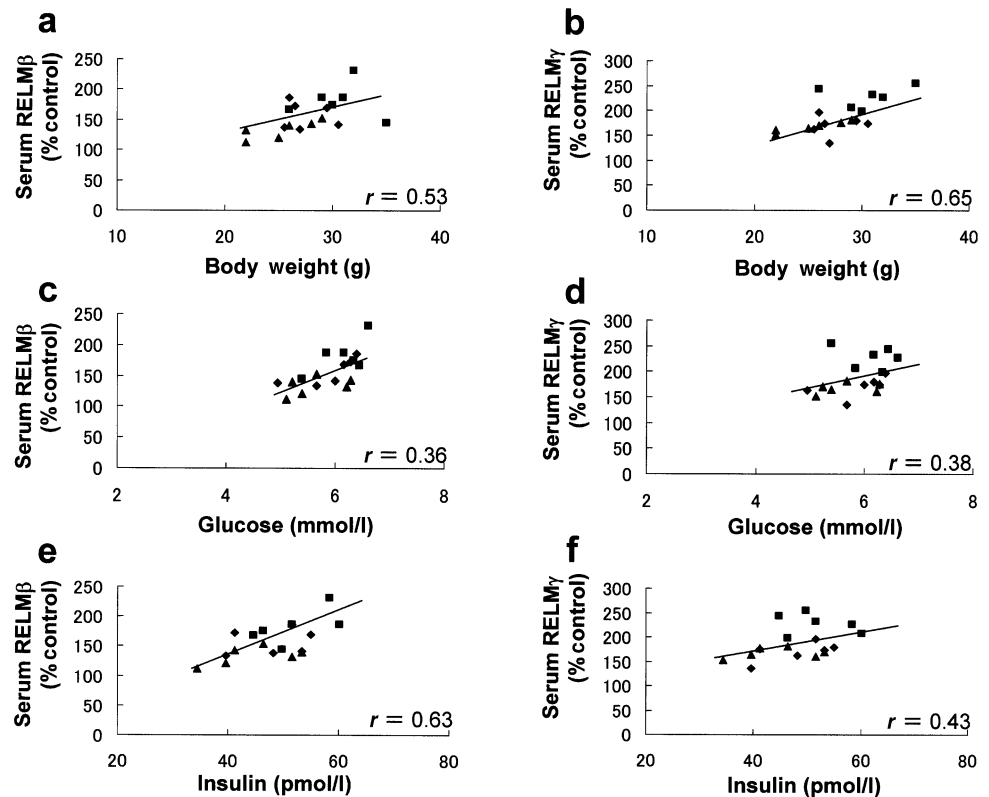 a
Serum RELMβ
(% control)
250
200
150
100
50
0
10
20
30
40
r = 0.53
Body weight (g)
b
Serum RELMγ
(% control)
300
250
200
150
100
50
0
10
20
30
40
r = 0.65
Body weight (g)
c
Serum RELMβ
(% control)
250
200
150
100
50
0
2
4
6
8
r = 0.36
Glucose (mmol/l)
d
Serum RELMγ
(% control)
300
250
200
150
100
50
0
2
4
6
8
r = 0.38
Glucose (mmol/l)
e
Serum RELMβ
(% control)
250
200
150
100
50
0
20
40
60
80
r = 0.63
Insulin (pmol/l)
f
Serum RELMγ
(% control)
300
250
200
150
100
50
0
20
40
60
80
r = 0.43
Insulin (pmol/l)